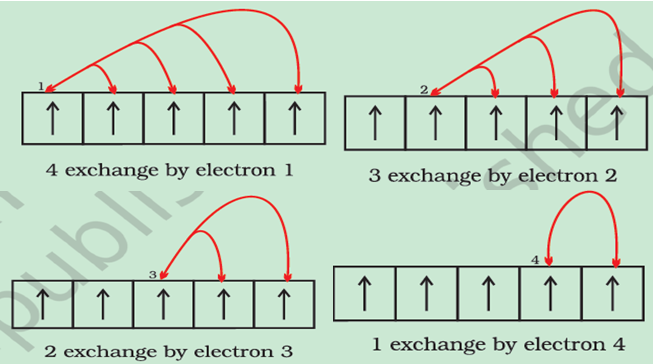 1
4 exchange by electron 1
2
3 exchange by electron 2
3
2 exchange by electron 3
4
1 exchange by electron 4